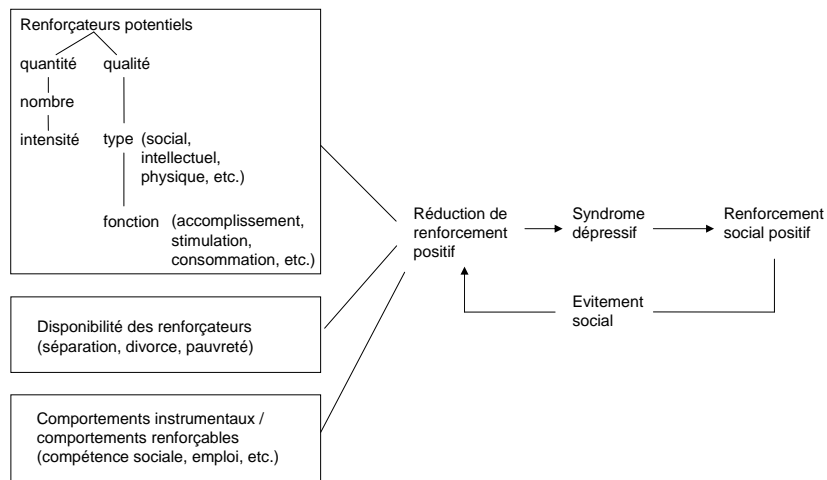 Renforçateurs potentiels
quantité qualité
nombre
intensité
type (social,
intellectuel,
physique, etc.)
fonction (accomplissement,
stimulation,
consommation, etc.)
Disponibilité des renforçateurs
(séparation, divorce, pauvreté)
Comportements instrumentaux /
comportements renforçables
(compétence sociale, emploi, etc.)
Réduction de
renforcement
positif
Syndrome
dépressif
Renforcement
social positif
Evitement
social